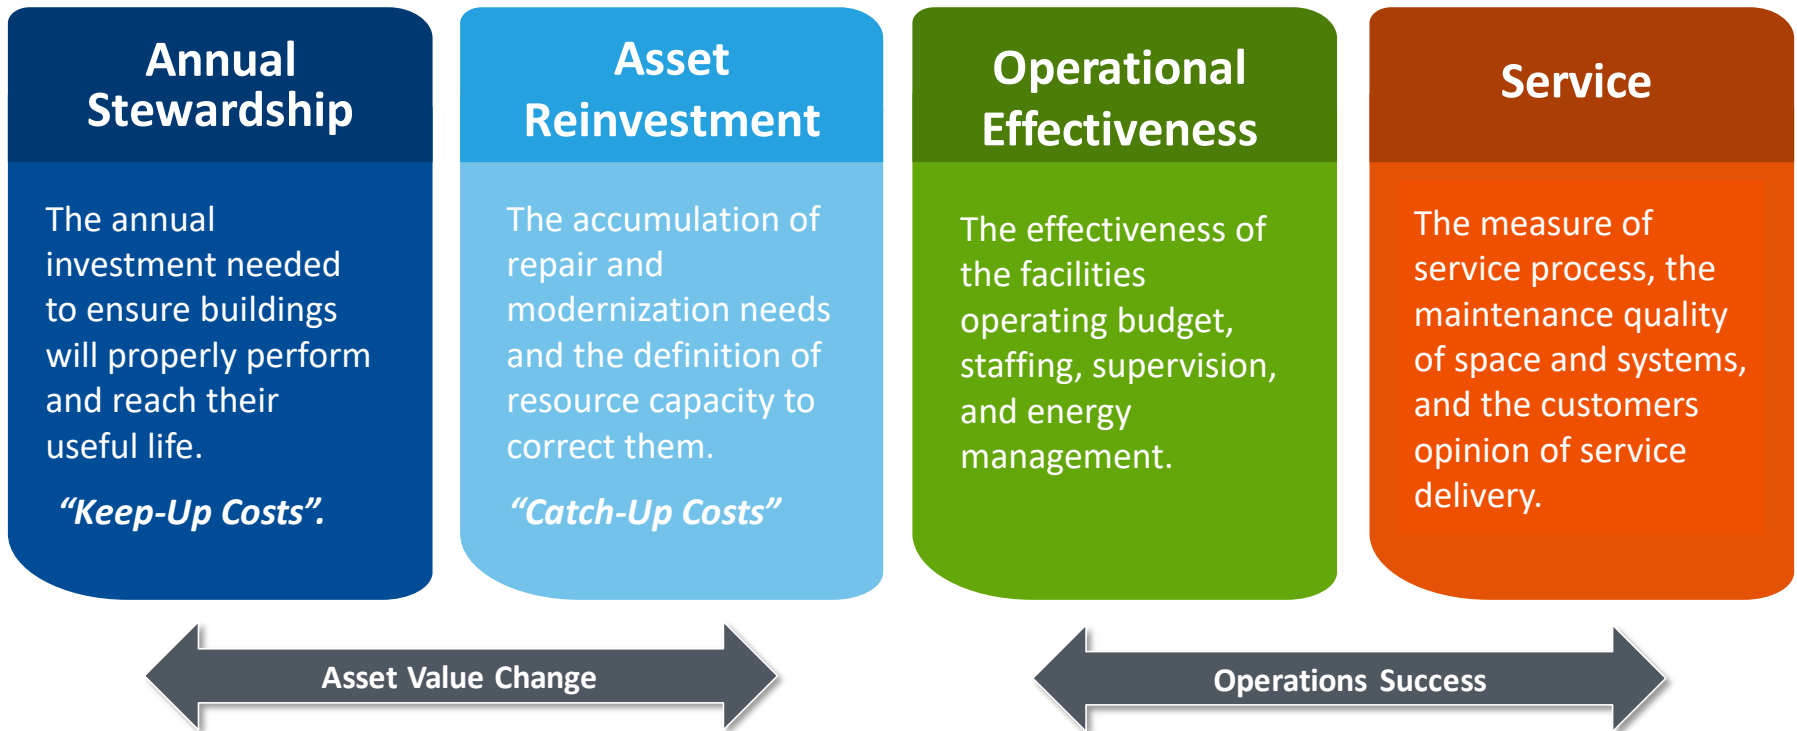 Annual
Stewardship
The annual
investment needed
to ensure buildings
will properly perform
and reach their
useful life.
“Keep-Up Costs”.
Asset
Reinvestment
The accumulation of
repair and
modernization needs
and the definition of
resource capacity to
correct them.
“Catch-Up Costs”
Operational
Effectiveness
The effectiveness of
the facilities
operating budget,
staffing, supervision,
and energy
management.
Service
The measure of
service process, the
maintenance quality
of space and systems,
and the customers
opinion of service
delivery.
Asset Value Change
Operations Success